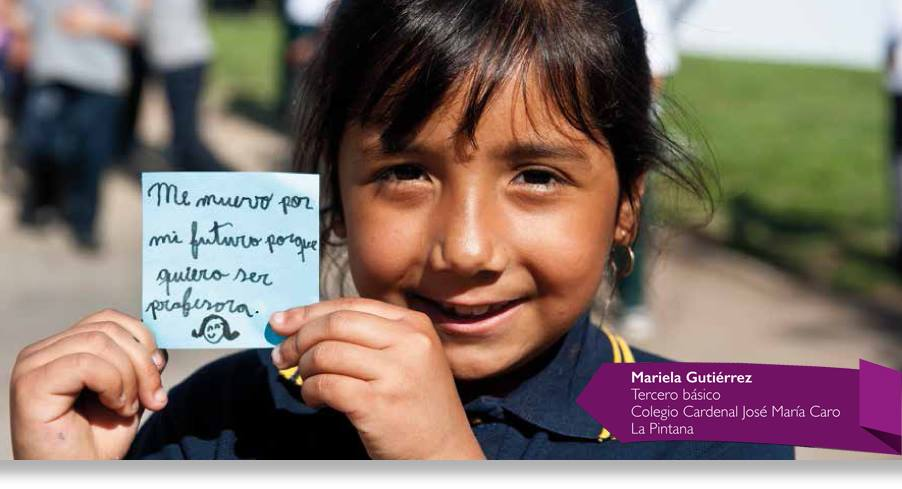 Me muevo por
mi futuro porque
quiero ser
profesora.
Mariela Gutiérrez
Tercero básico
Colegio Cardenal José María Caro
La Pintana